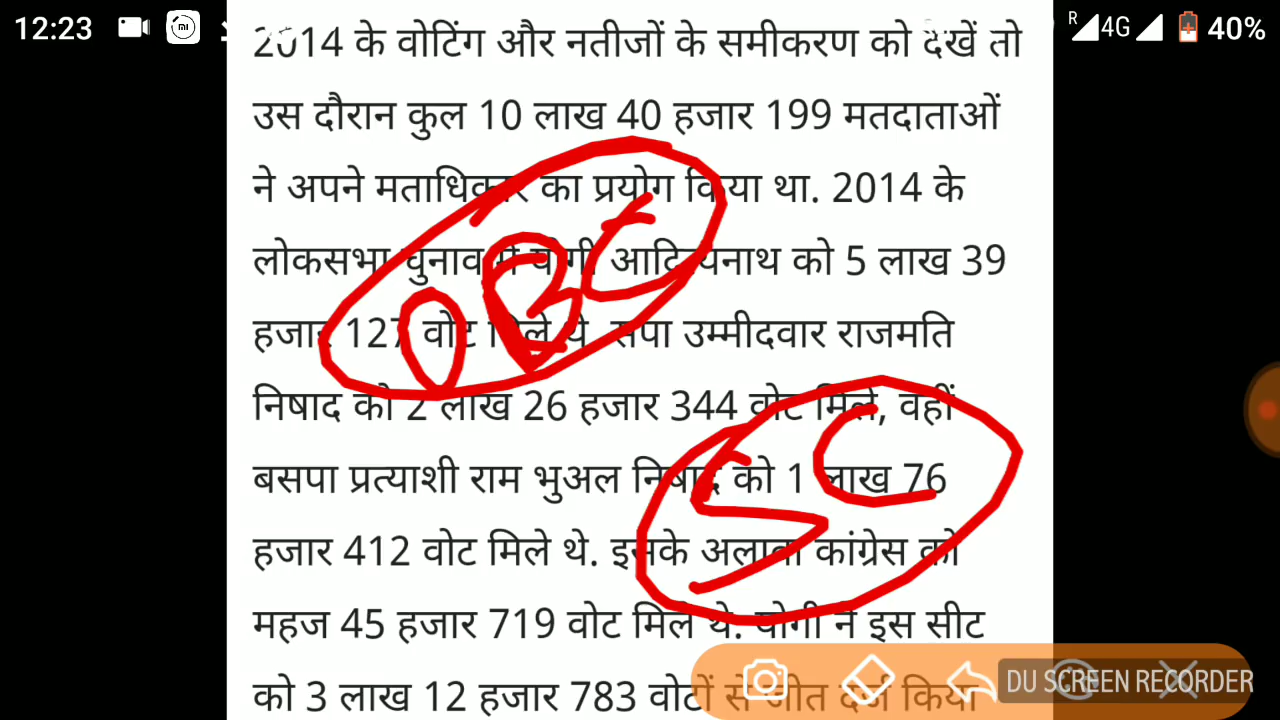 12:23 R 4G 40%
2014 के वोटिंग और नतीजों के समीकरण को देखें तो
उस दौरान कुल 10 लाख 40 हजार 199 मतदाताओं
ने अपने मताधिकार का प्रयोग किया था. 2014 के
लोकसभा चुनाव में योगी आदित्यनाथ को 5 लाख 39
हजार 127 वोट मिले थे. सपा उम्मीदवार राजमति
निषाद को 2 लाख 26 हजार 344 वोट मिले, वहीं
बसपा प्रत्याशी राम भुअल निषाद को 1 लाख 76
हजार 412 वोट मिले थे. इसके अलावा कांग्रेस को
महज 45 हजार 719 वोट मिले थे. योगी ने इस सीट
को 3 लाख 12 हजार 783 वोटों से जीत दर्ज किया
OBC
SC
DU SCREEN RECORDER